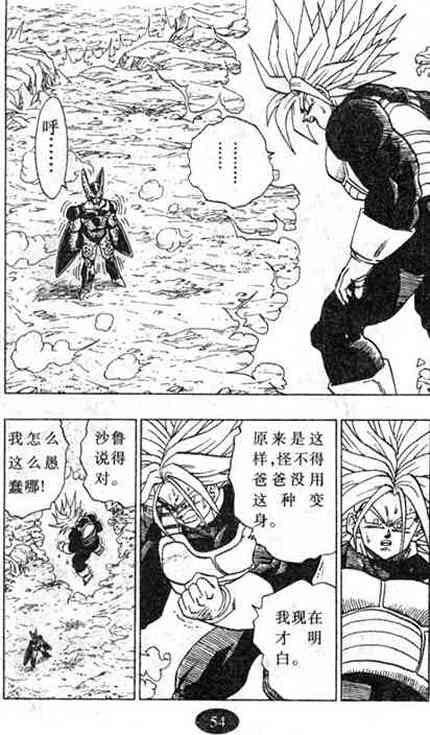 ……
……
呼……
原来是这
样,怪不得
爸爸没用
这种变
身。
我现在
才明
白。
沙鲁
说得
对。
我怎么
这么愚
蠢哪!
54